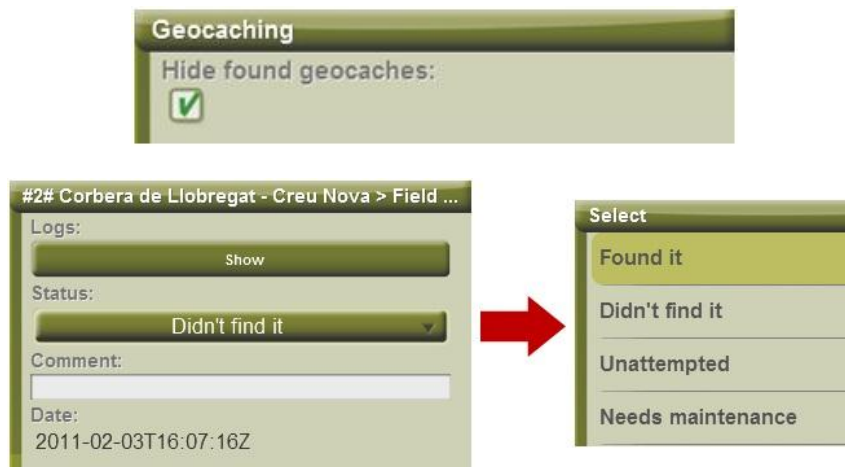 Geocaching
Hide found geocaches:
#2# Corbera de Llobregat - Creu Nova > Field ...
Logs:
Show
Status:
Didn't find it
Comment:
Date:
2011-02-03T16:07:16Z
Select
Found it
Didn't find it
Unattempted
Needs maintenance